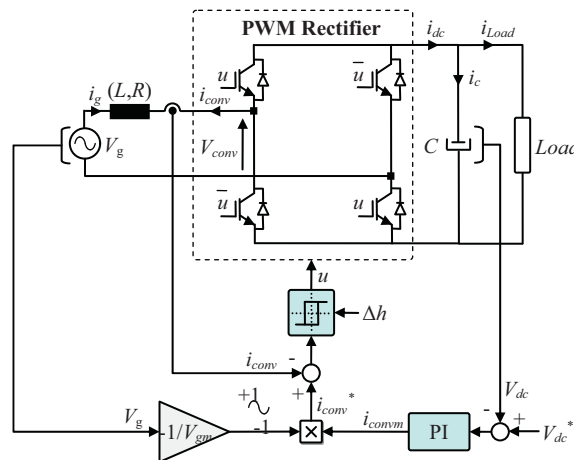 PWM Rectifier
i_dc
i_Load
u
u̅
i_g
(L,R)
i_conv
i_c
V_g
V_conv
C
Load
u̅
u
u
Δh
i_conv
-
+
i_conv*
V_dc
V_g
+1
-1
-1/V_gm
×
i_convm
PI
-
+
V_dc*